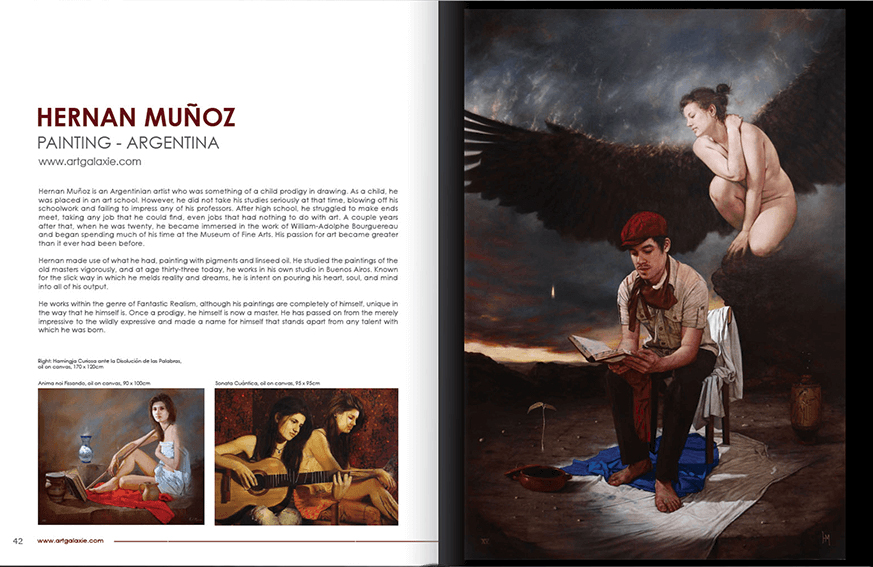 HERNAN MUÑOZ
PAINTING - ARGENTINA
www.artgalaxie.com
Hernan Muñoz is an Argentinian artist who was something of a child prodigy in drawing. As a child, he
was placed in an art school. However, he did not take his studies seriously at that time, blowing off his
schoolwork and failing to impress any of his professors. After high school, he struggled to make ends
meet, taking any job that he could find, even jobs that had nothing to do with art. A couple years
after that, when he was twenty, he became immersed in the work of William-Adolphe Bourguereau
and began spending much of his time at the Museum of Fine Arts. His passion for art became greater
than it ever had been before.
Hernan made use of what he had, painting with pigments and linseed oil. He studied the paintings of the
old masters vigorously, and at age thirty-three today, he works in his own studio in Buenos Airos. Known
for the slick way in which he melds reality and dreams, he is intent on pouring his heart, soul, and mind
into all of his output.
He works within the genre of Fantastic Realism, although his paintings are completely of himself, unique in
the way that he himself is. Once a prodigy, he himself is now a master. He has passed on from the merely
impressive to the wildly expressive and made a name for himself that stands apart from any talent with
which he was born.
Right: Hamingja Curiosa ante la Disolución de las Palabras,
oil on canvas, 170 x 120cm
Anima noi Pesando, oil on canvas, 90 x 100cm
Sonata Cuántica, oil on canvas, 95 x 95cm
42 www.artgalaxie.com